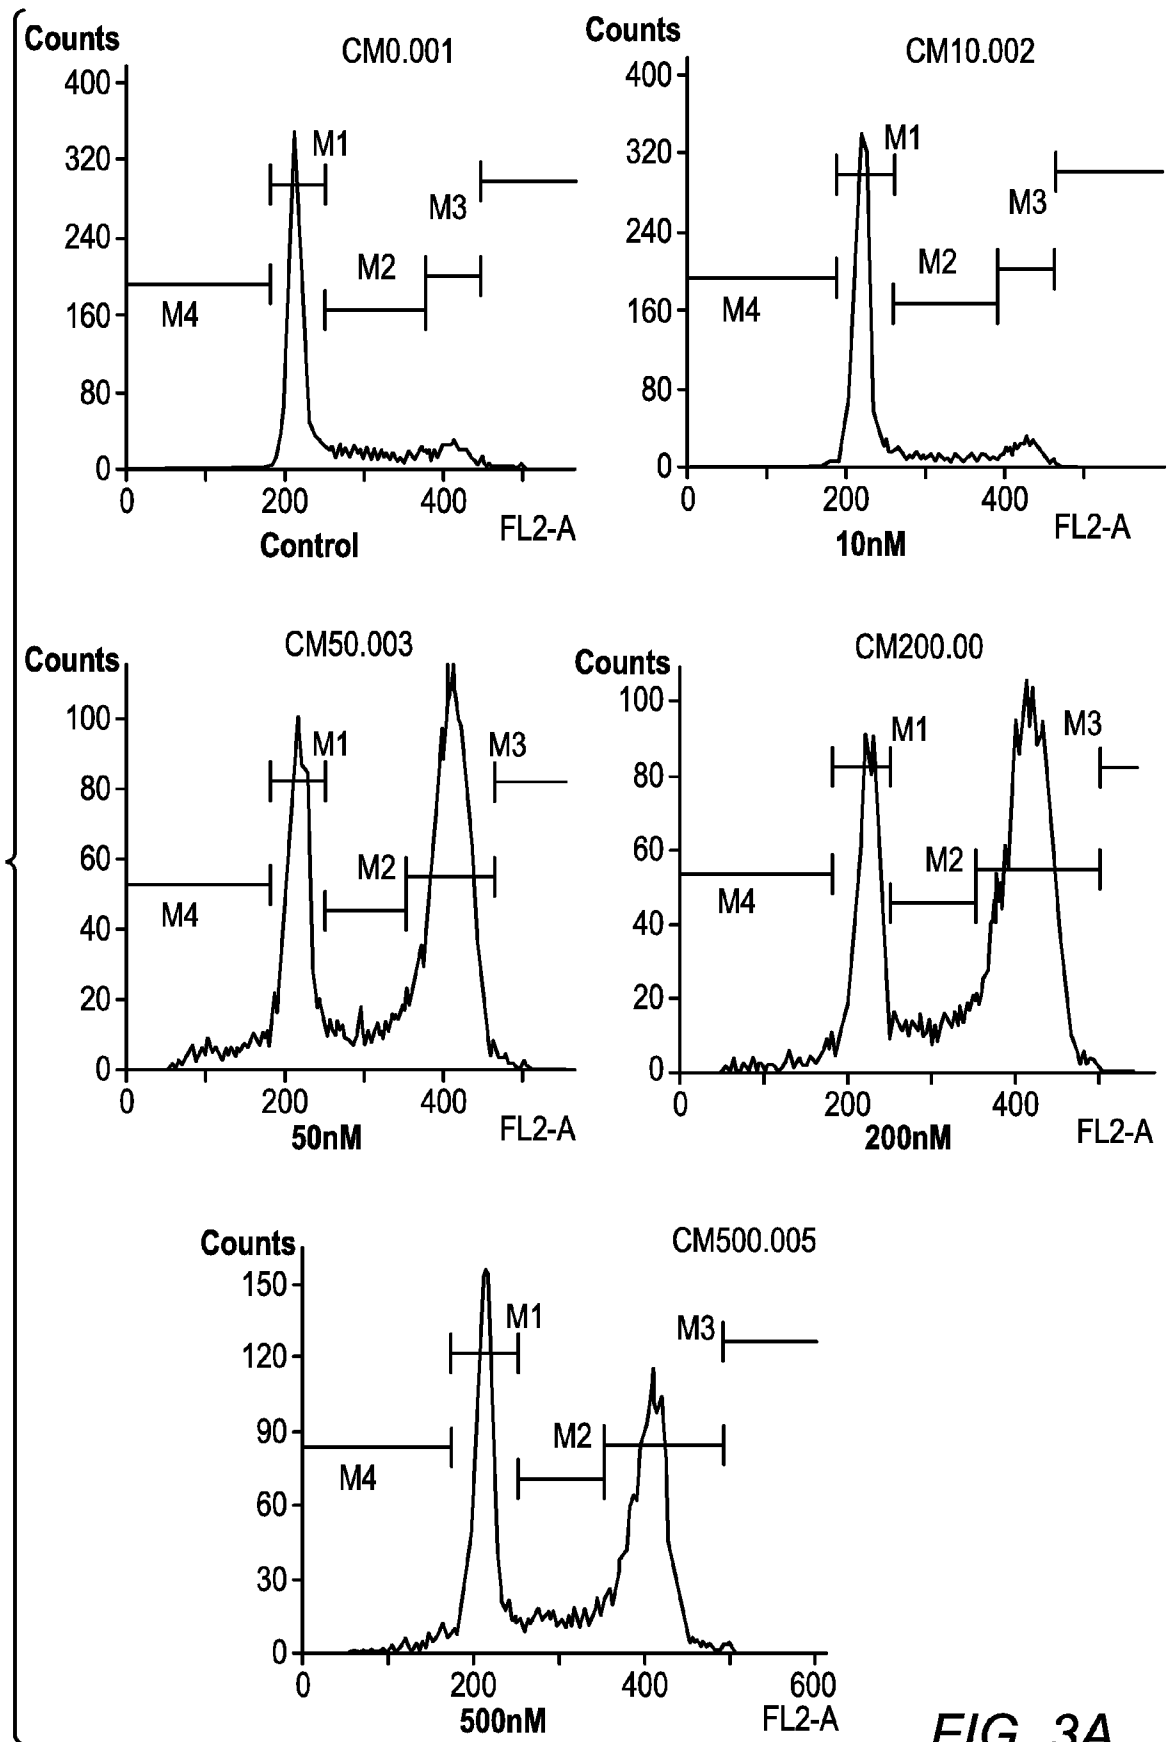 Counts
CM0.001
400
320
240
160
80
0
M1
M2
M3
M4
0 200 400
FL2-A
Control
Counts
CM10.002
400
320
240
160
80
0
M1
M2
M3
M4
0 200 400
FL2-A
10nM
Counts
CM50.003
100
80
60
40
20
0
M1
M2
M3
M4
0 200 400
FL2-A
50nM
Counts
CM200.00
100
80
60
40
20
0
M1
M2
M3
M4
0 200 400
FL2-A
200nM
Counts
CM500.005
150
120
90
60
30
0
M1
M2
M3
M4
0 200 400 600
FL2-A
500nM
FIG. 3A